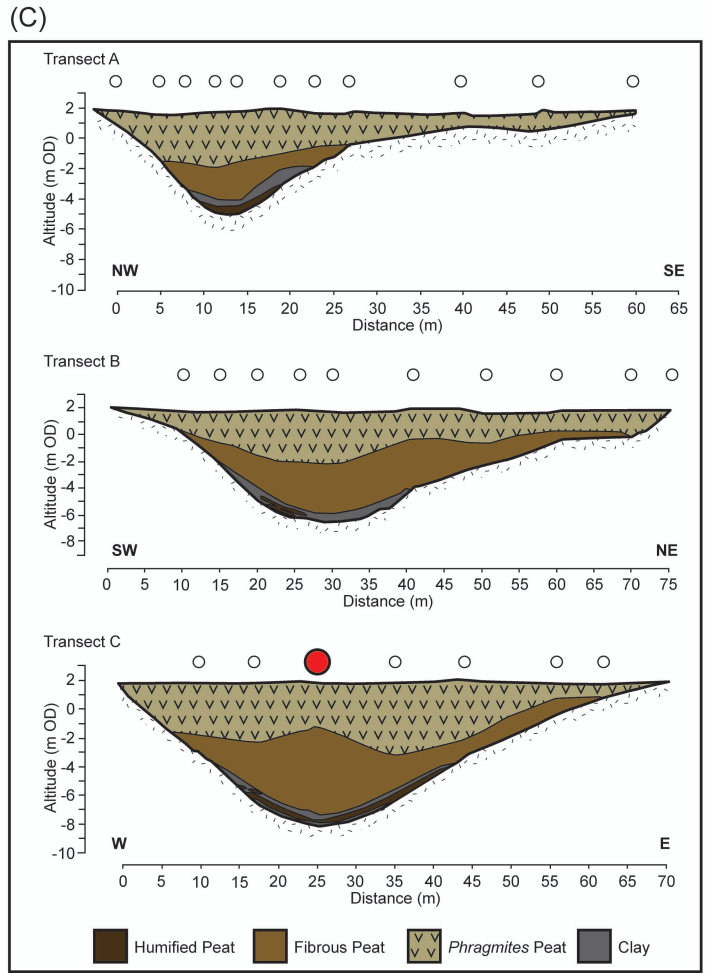 (C)
Transect A
2
0
-2
-4
-6
-8
-10
Altitude (m OD)
NW
SE
0 5 10 15 20 25 30 35 40 45 50 55 60 65
Distance (m)
Transect B
2
0
-2
-4
-6
-8
Altitude (m OD)
SW
NE
0 5 10 15 20 25 30 35 40 45 50 55 60 65 70 75
Distance (m)
Transect C
2
0
-2
-4
-6
-8
-10
Altitude (m OD)
W
E
0 5 10 15 20 25 30 35 40 45 50 55 60 65 70
Distance (m)
Humified Peat
Fibrous Peat
Phragmites Peat
Clay